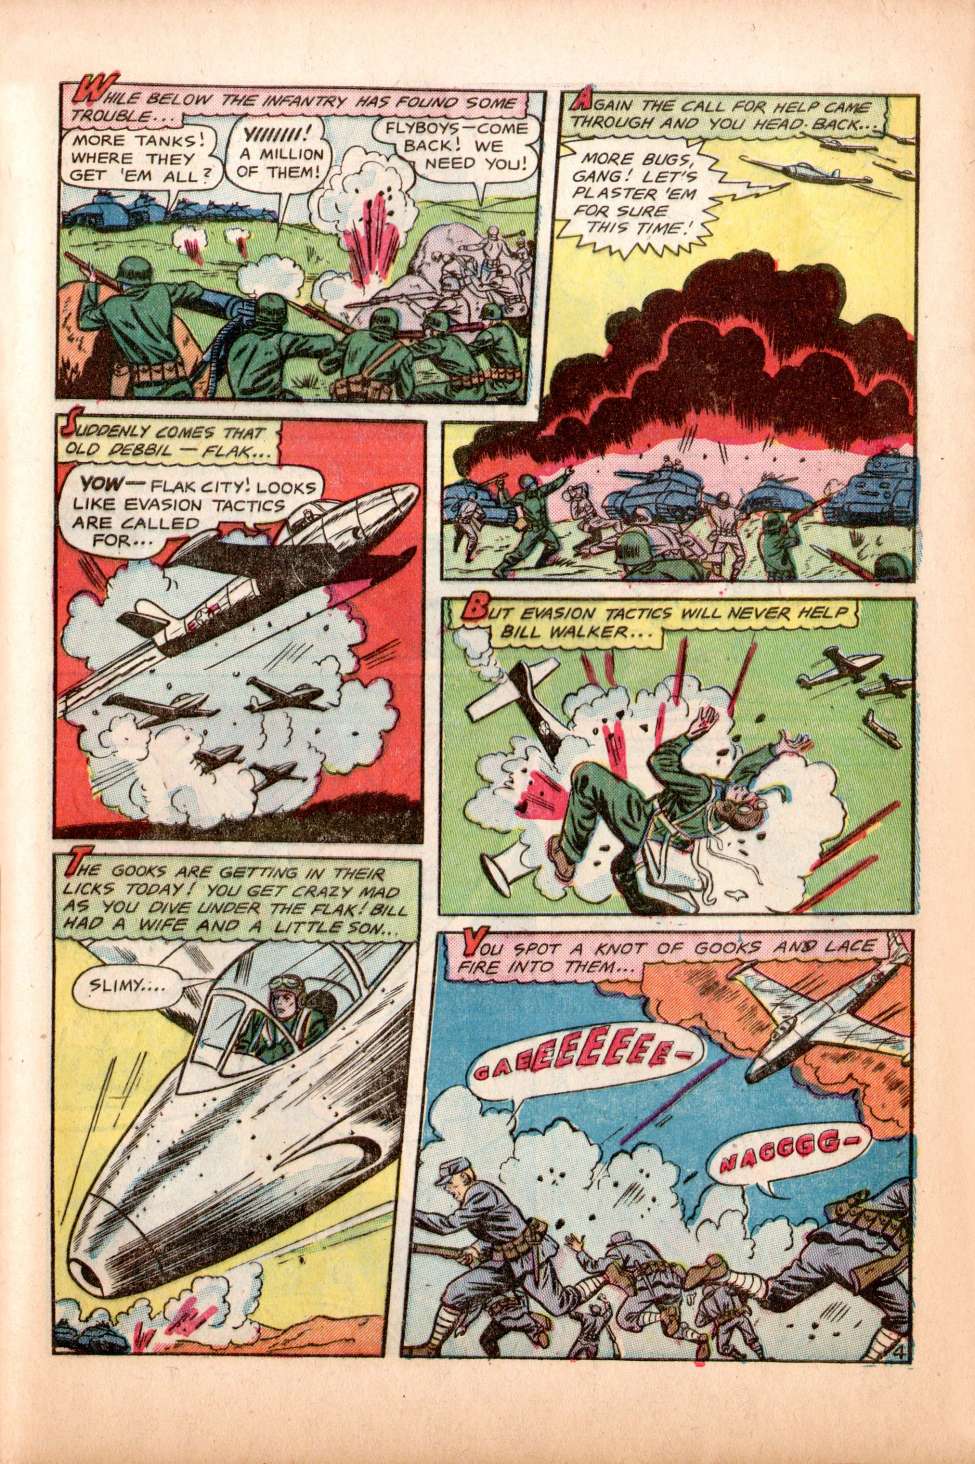 WHILE BELOW THE INFANTRY HAS FOUND SOME
TROUBLE...
MORE TANKS!
WHERE THEY
GET 'EM ALL?
YIIIIIII!
A MILLION
OF THEM!
FLYBOYS—COME
BACK! WE
NEED YOU!
AGAIN THE CALL FOR HELP CAME
THROUGH AND YOU HEAD BACK...
MORE BUGS,
GANG! LET'S
PLASTER 'EM
FOR SURE
THIS TIME!
SUDDENLY COMES THAT
OLD DEBBIL — FLAK...
YOW— FLAK CITY! LOOKS
LIKE EVASION TACTICS
ARE CALLED
FOR...
BUT EVASION TACTICS WILL NEVER HELP
BILL WALKER...
THE GOOKS ARE GETTING IN THEIR
LICKS TODAY! YOU GET CRAZY MAD
AS YOU DIVE UNDER THE FLAK! BILL
HAD A WIFE AND A LITTLE SON...
SLIMY....
YOU SPOT A KNOT OF GOOKS AND LACE
FIRE INTO THEM...
GAEEEEEEEE—
NAGGGGG—
4